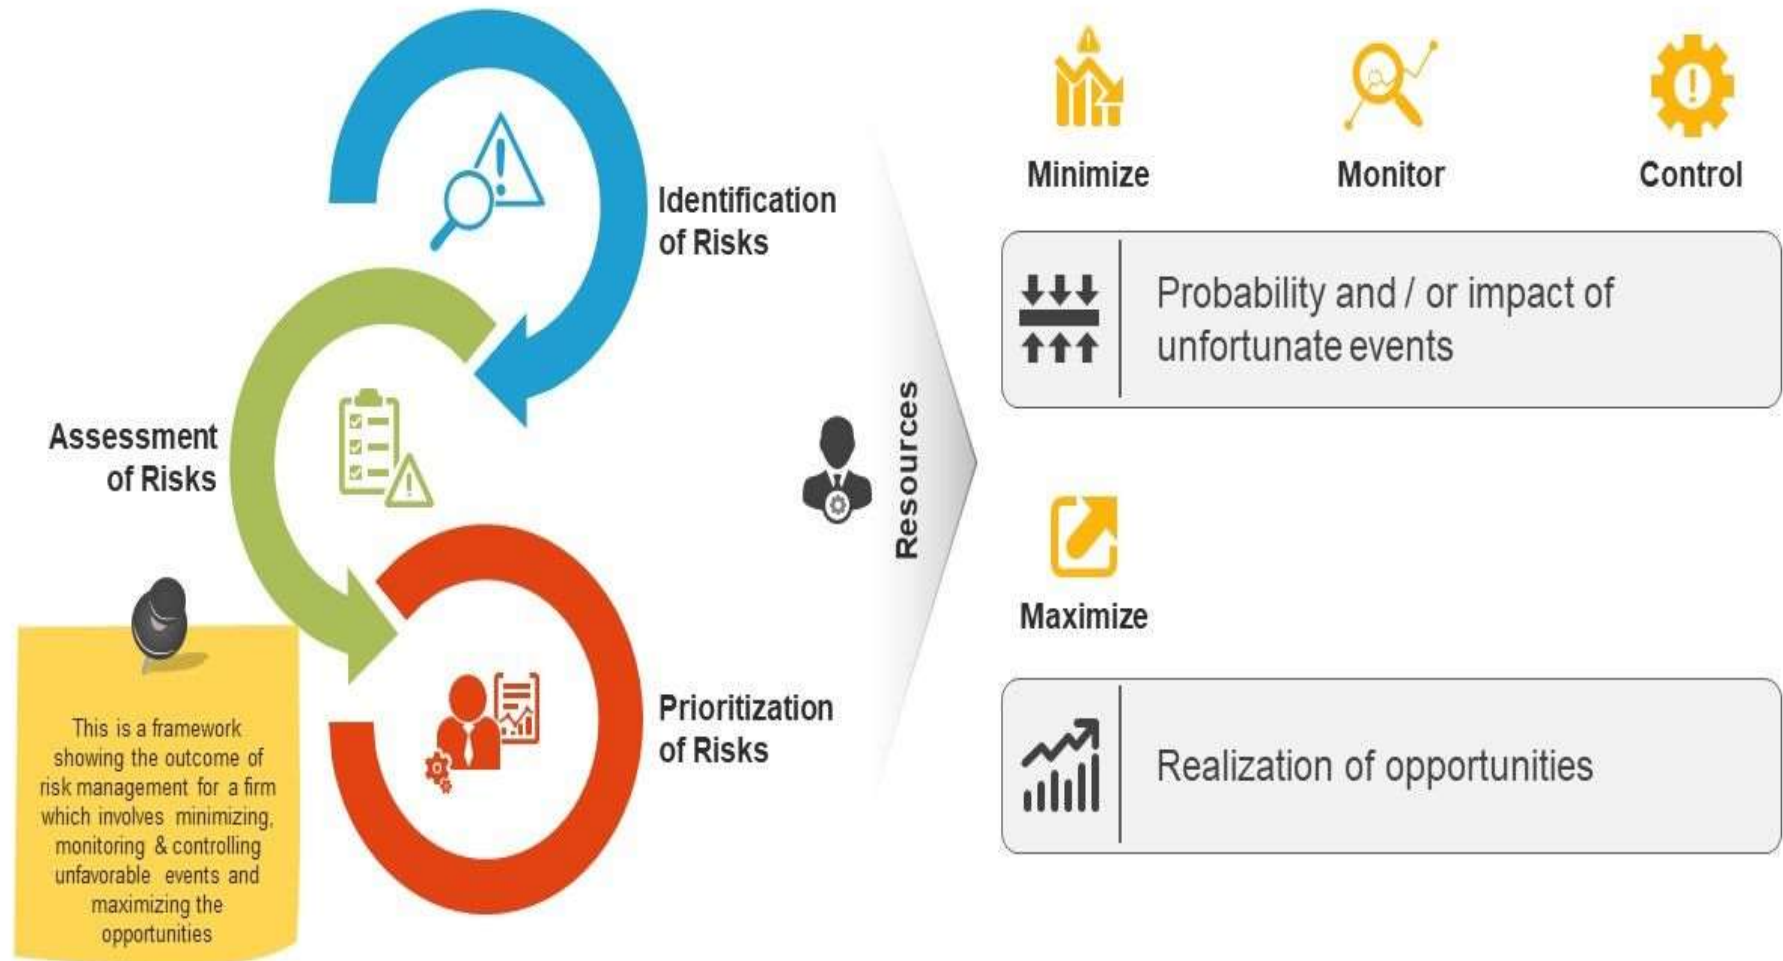 Identification
of Risks
Assessment
of Risks
Prioritization
of Risks
This is a framework
showing the outcome of
risk management for a firm
which involves minimizing,
monitoring & controlling
unfavorable events and
maximizing the
opportunities
Resources
Minimize
Monitor
Control
Probability and / or impact of
unfortunate events
Maximize
Realization of opportunities